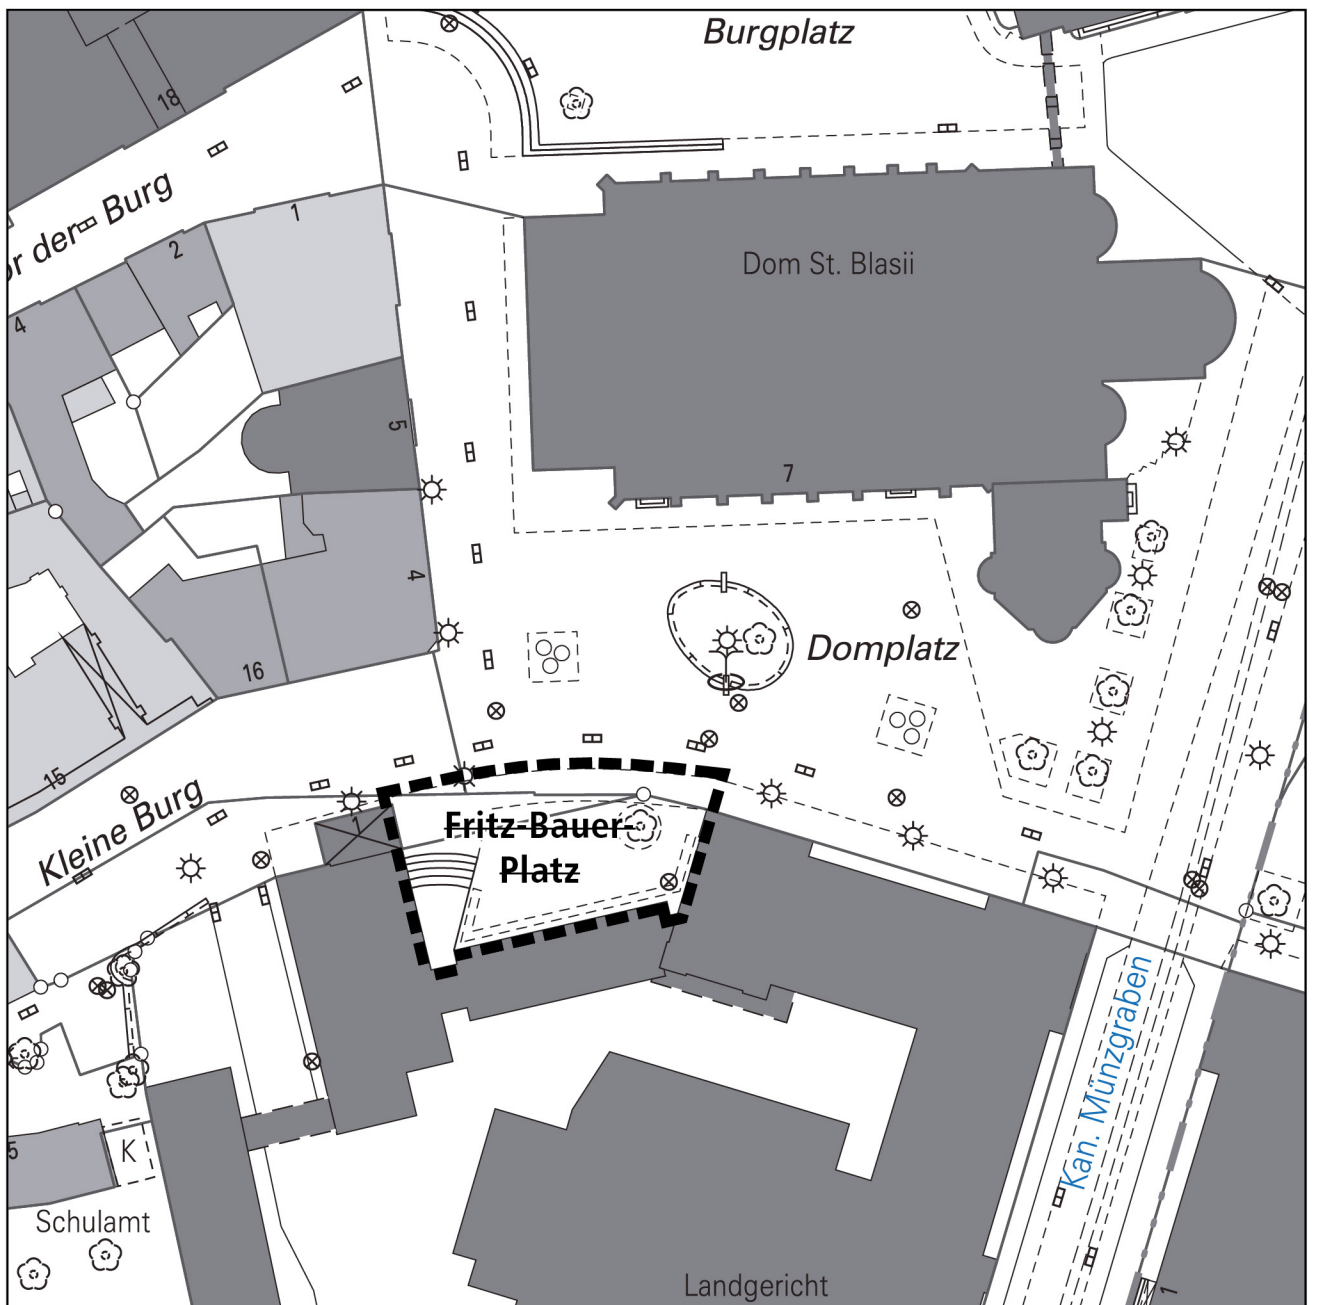 Burgplatz
18
1
or der Burg
2
4
Dom St. Blasii
5
7
4
16
Domplatz
15
Kleine Burg
1
Fritz-Bauer-
Platz
Kan. Münzgraben
K
5
Schulamt
Landgericht
1